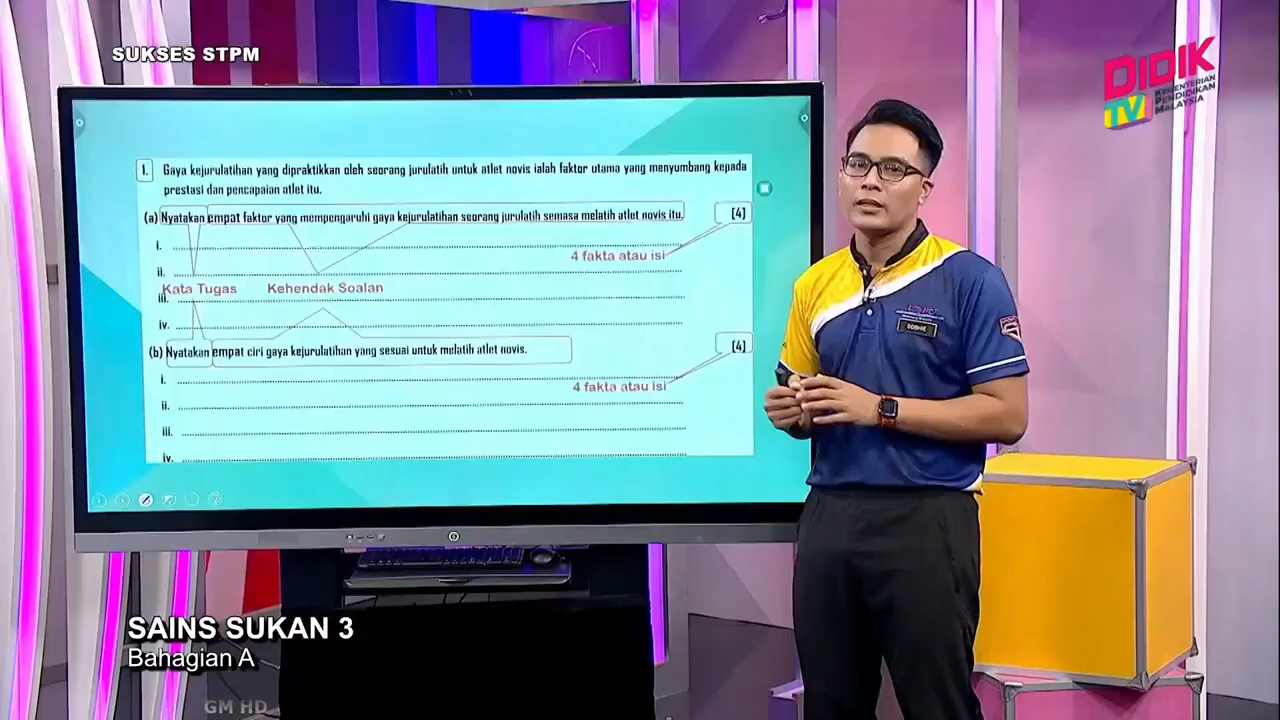 SUKSES STPM
DIDIK
TV
KEMENTERIAN
PENDIDIKAN
MALAYSIA
1. Gaya kejurulatihan yang dipraktikkan oleh seorang jurulatih untuk atlet novis ialah faktor utama yang menyumbang kepada
prestasi dan pencapaian atlet itu.
(a) Nyatakan empat faktor yang mempengaruhi gaya kejurulatihan seorang jurulatih semasa melatih atlet novis itu. [4]
i.
4 fakta atau isi
ii.
Kata Tugas Kehendak Soalan
iii.
iv.
(b) Nyatakan empat ciri gaya kejurulatihan yang sesuai untuk melatih atlet novis. [4]
i.
4 fakta atau isi
ii.
iii.
iv.
SAINS SUKAN 3
Bahagian A
GM HD